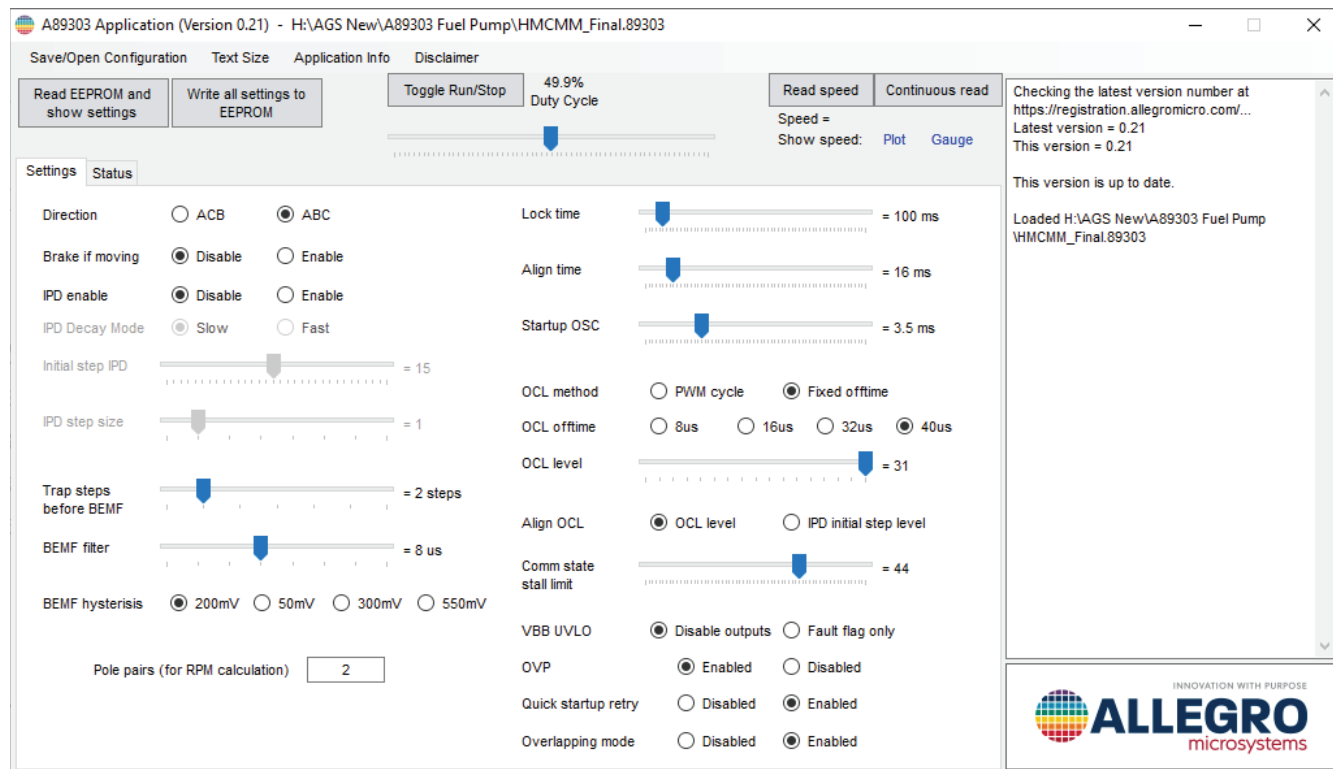 A89303 Application (Version 0.21) - H:\AGS New\A89303 Fuel Pump\HMCMM_Final.89303
Save/Open Configuration Text Size Application Info Disclaimer
Read EEPROM and
show settings
Write all settings to
EEPROM
Toggle Run/Stop
49.9%
Duty Cycle
Read speed
Continuous read
Speed =
Show speed: Plot Gauge
Settings Status
Direction ACB ABC
Brake if moving Disable Enable
IPD enable Disable Enable
IPD Decay Mode Slow Fast
Initial step IPD = 15
IPD step size = 1
Trap steps
before BEMF = 2 steps
BEMF filter = 8 us
BEMF hysterisis 200mV 50mV 300mV 550mV
Pole pairs (for RPM calculation) 2
Lock time = 100 ms
Align time = 16 ms
Startup OSC = 3.5 ms
OCL method PWM cycle Fixed offtime
OCL offtime 8us 16us 32us 40us
OCL level = 31
Align OCL OCL level IPD initial step level
Comm state
stall limit = 44
VBB UVLO Disable outputs Fault flag only
OVP Enabled Disabled
Quick startup retry Disabled Enabled
Overlapping mode Disabled Enabled
Checking the latest version number at
https://registration.allegromicro.com/...
Latest version = 0.21
This version = 0.21
This version is up to date.
Loaded H:\AGS New\A89303 Fuel Pump
\HMCMM_Final.89303
INNOVATION WITH PURPOSE
ALLEGRO
microsystems